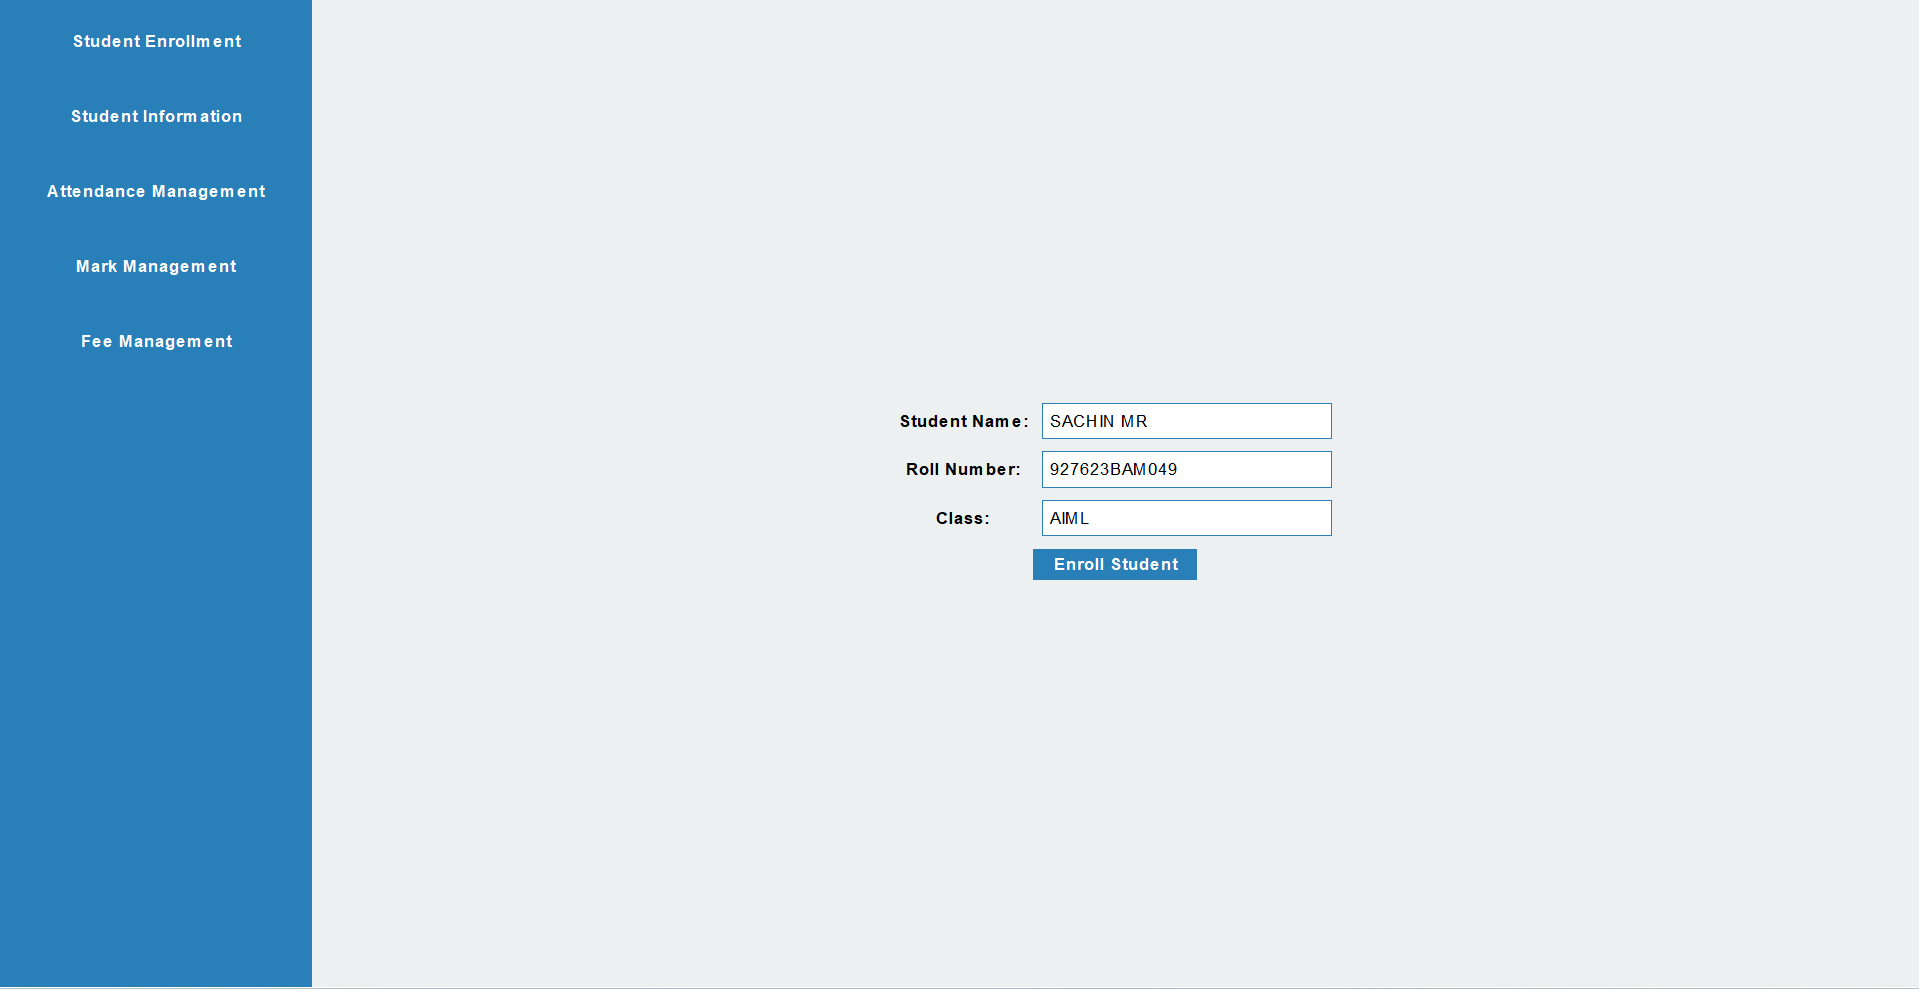 Student Enrollment
Student Information
Attendance Management
Mark Management
Fee Management
Student Name: SACHIN MR
Roll Number: 927623BAM049
Class: AIML
Enroll Student